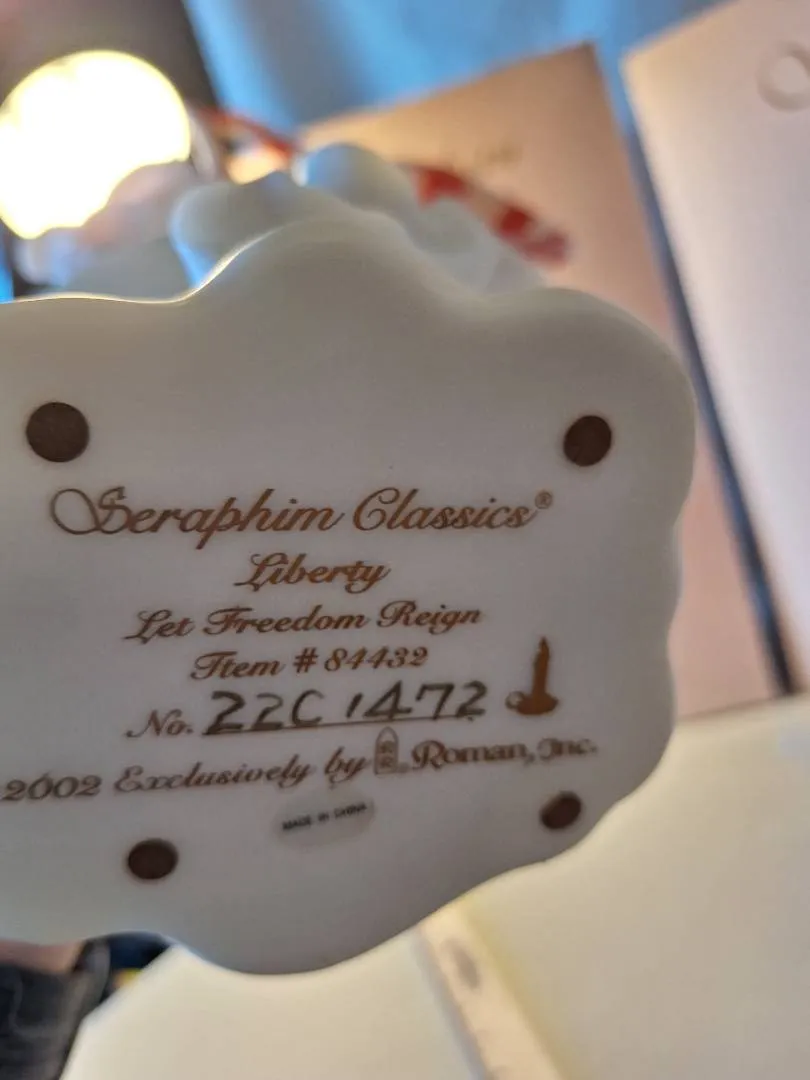 Seraphim Classics®
Liberty
Let Freedom Reign
Item # 84432
No. 22C 1472
2002 Exclusively by Roman, Inc.
MADE IN CHINA